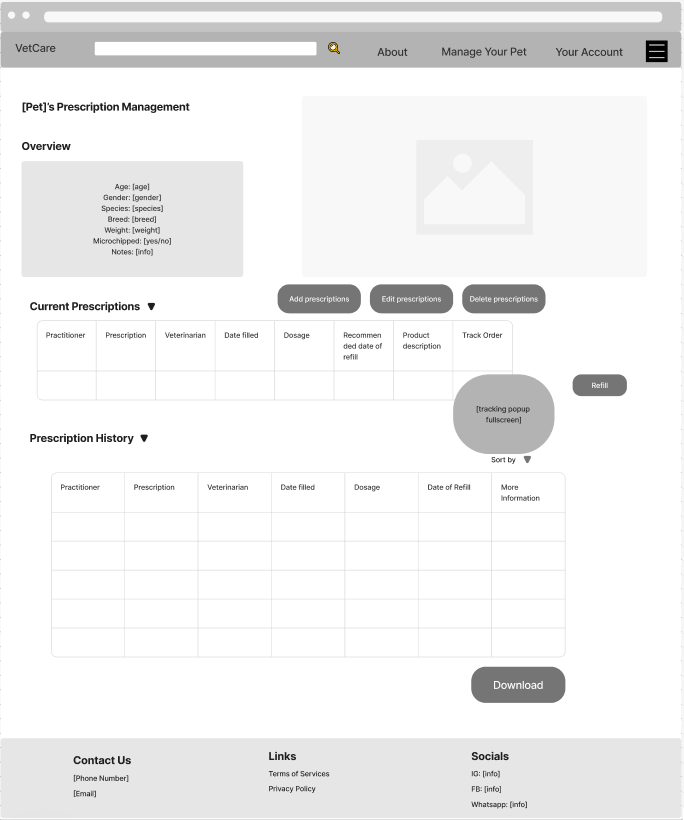 VetCare
About
Manage Your Pet
Your Account
[Pet]'s Prescription Management
Overview
Age: [age]
Gender: [gender]
Species: [species]
Breed: [breed]
Weight: [weight]
Microchipped: [yes/no]
Notes: [info]
Add prescriptions
Edit prescriptions
Delete prescriptions
Current Prescriptions
Practitioner
Prescription
Veterinarian
Date filled
Dosage
Recommen
ded date of
refill
Product
description
Track Order
Refill
[tracking popup
fullscreen]
Prescription History
Sort by
Practitioner
Prescription
Veterinarian
Date filled
Dosage
Date of Refill
More
Information
Download
Contact Us
[Phone Number]
[Email]
Links
Terms of Services
Privacy Policy
Socials
IG: [info]
FB: [info]
Whatsapp: [info]